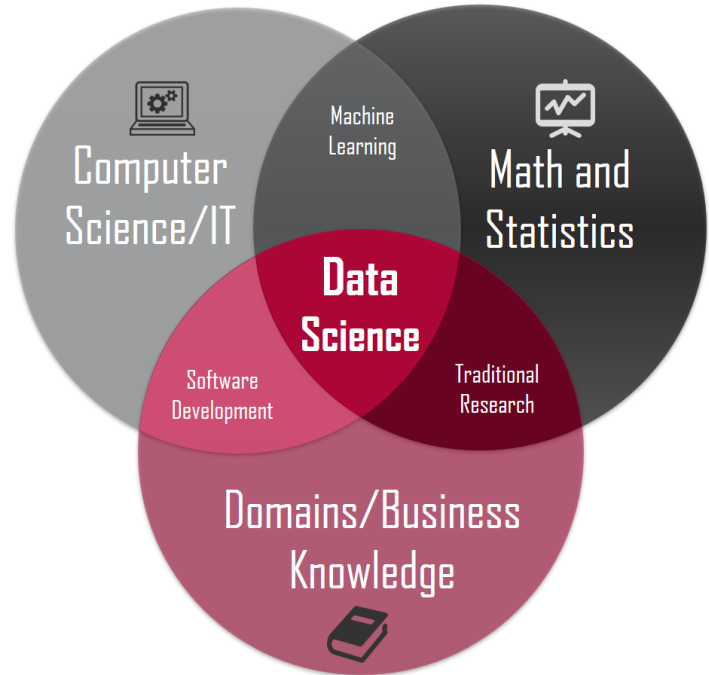 Machine
Learning
Computer
Science/IT
Math and
Statistics
Data
Science
Software
Development
Traditional
Research
Domains/Business
Knowledge